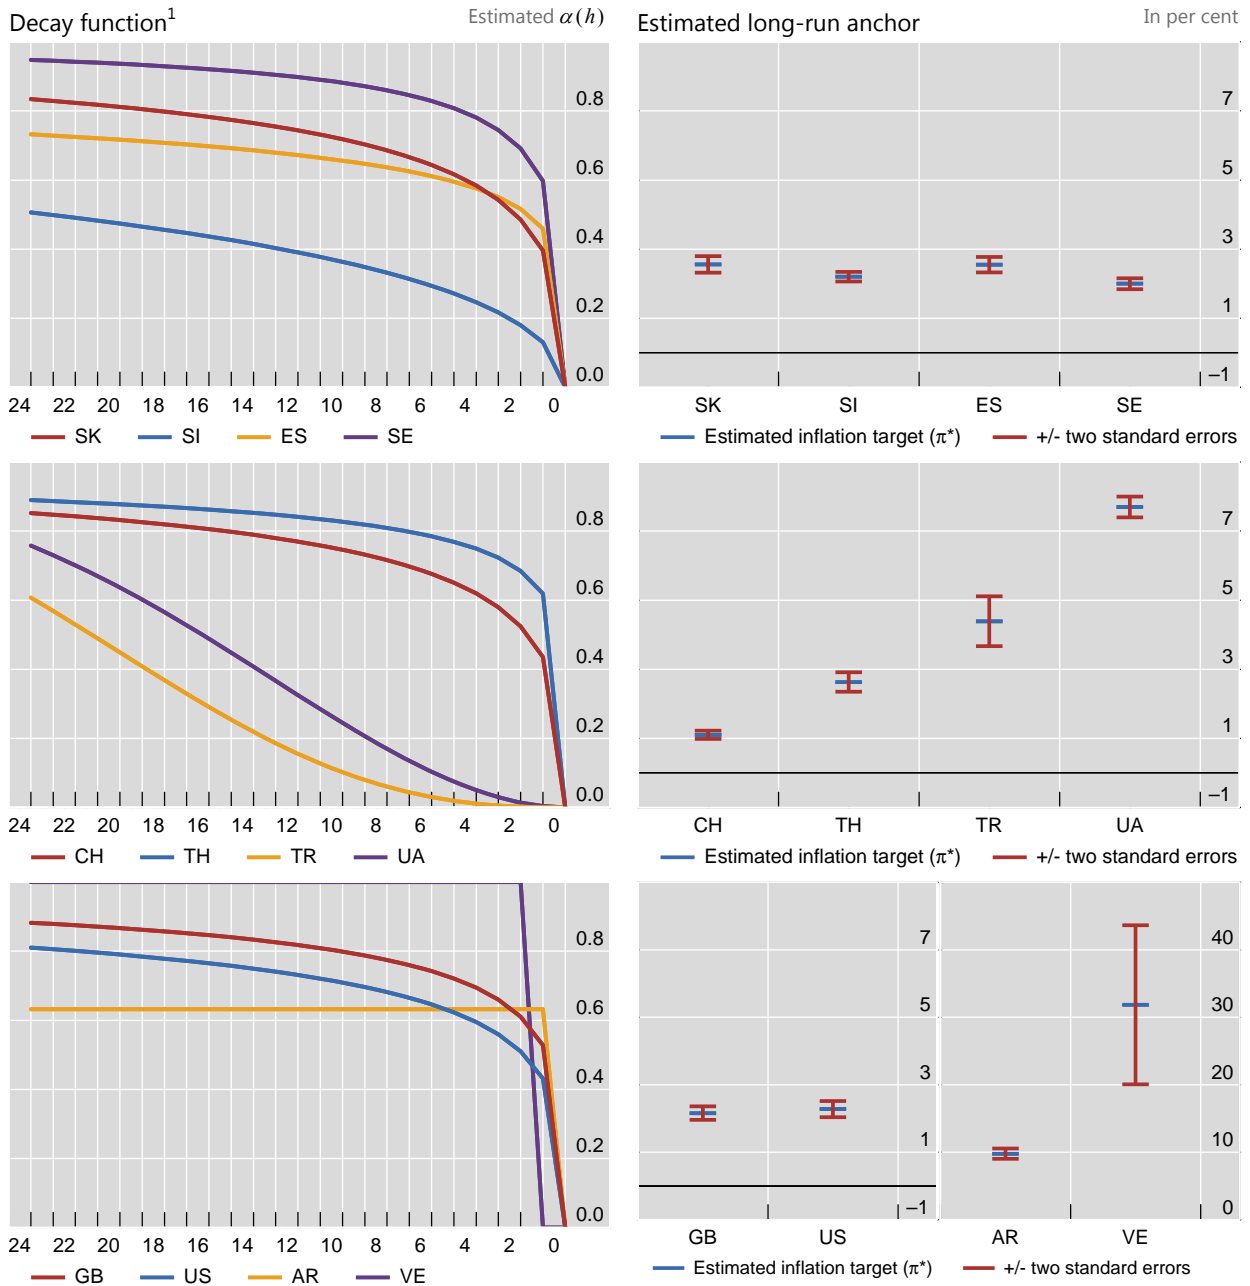 Decay function¹ Estimated α(h)
0.8
0.6
0.4
0.2
0.0
24 22 20 18 16 14 12 10 8 6 4 2 0
SK SI ES SE
Estimated long-run anchor In per cent
7
5
3
1
–1
SK SI ES SE
Estimated inflation target (π*) +/- two standard errors
0.8
0.6
0.4
0.2
0.0
24 22 20 18 16 14 12 10 8 6 4 2 0
CH TH TR UA
7
5
3
1
–1
CH TH TR UA
Estimated inflation target (π*) +/- two standard errors
0.8
0.6
0.4
0.2
0.0
24 22 20 18 16 14 12 10 8 6 4 2 0
GB US AR VE
7 40
5 30
3 20
1 10
–1 0
GB US AR VE
Estimated inflation target (π*) +/- two standard errors